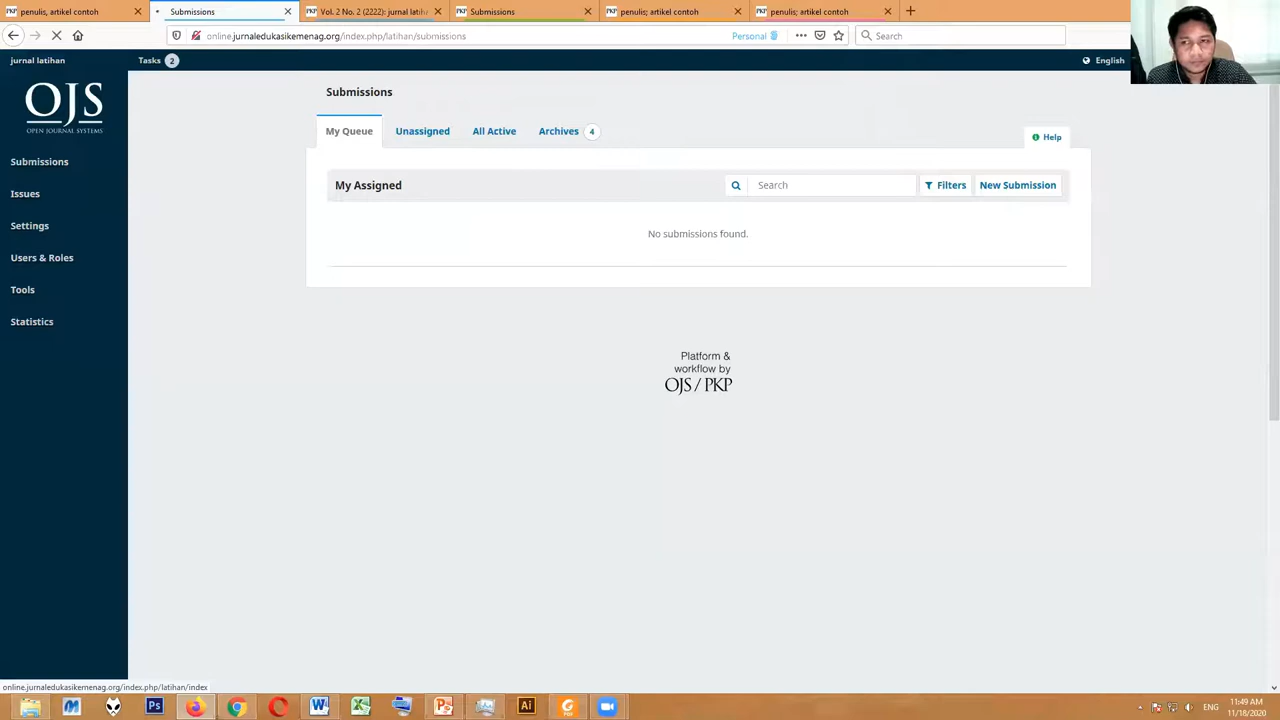 penulis, artikel contoh
Submissions
Vol. 2 No. 2 (2222): jurnal lati
Submissions
penulis; artikel contoh
penulis; artikel contoh
online.jurnaledukasikemenag.org/index.php/latihan/submissions
Personal
Search
jurnal latihan
Tasks 2
English
OJS
OPEN JOURNAL SYSTEMS
Submissions
Issues
Settings
Users & Roles
Tools
Statistics
Submissions
My Queue
Unassigned
All Active
Archives 4
Help
My Assigned
Search
Filters
New Submission
No submissions found.
Platform &
workflow by
OJS / PKP
online.jurnaledukasikemenag.org/index.php/latihan/index
ENG
11:49 AM
11/18/2020